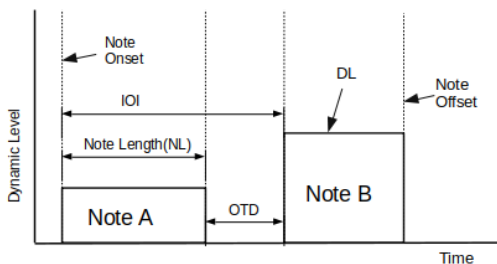 Note
Onset
IOI
DL
Note
Offset
Note Length(NL)
Dynamic Level
Note A
OTD
Note B
Time